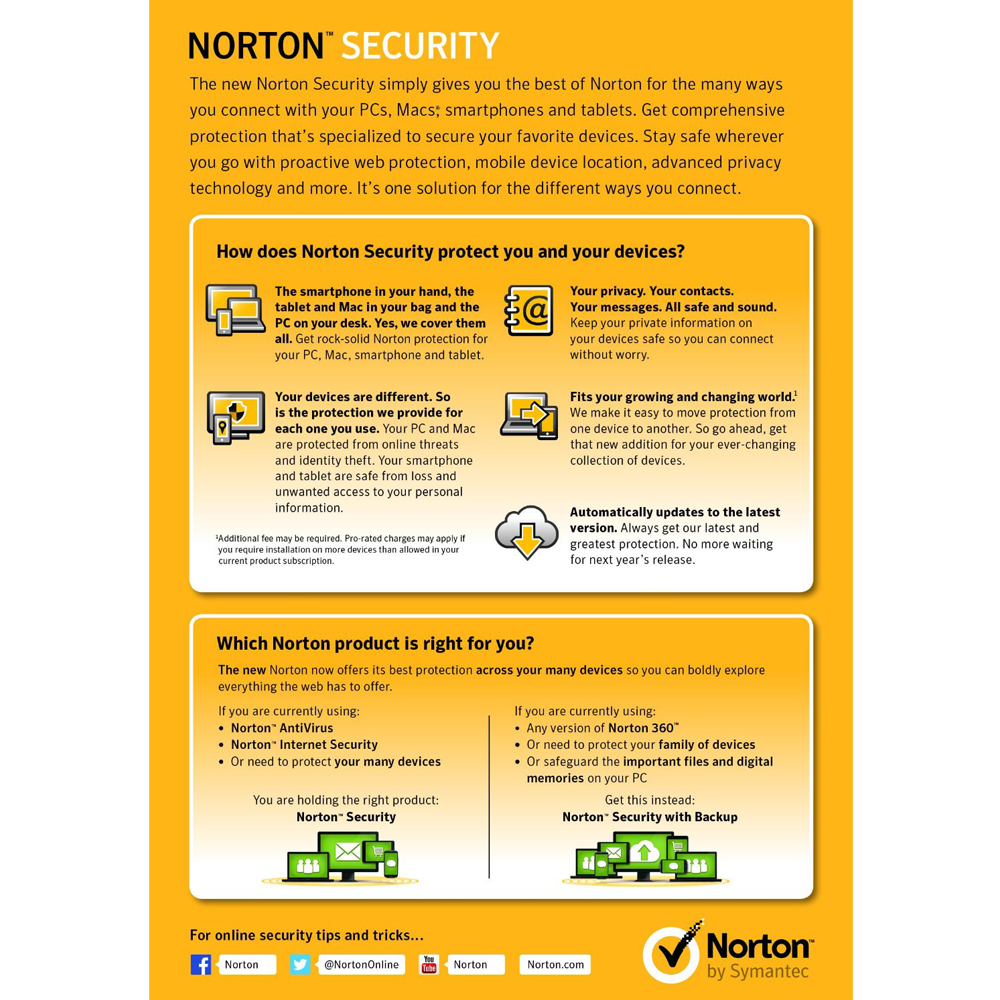 NORTON™ SECURITY
The new Norton Security simply gives you the best of Norton for the many ways
you connect with your PCs, Macs®, smartphones and tablets. Get comprehensive
protection that's specialized to secure your favorite devices. Stay safe wherever
you go with proactive web protection, mobile device location, advanced privacy
technology and more. It's one solution for the different ways you connect.
How does Norton Security protect you and your devices?
The smartphone in your hand, the
tablet and Mac in your bag and the
PC on your desk. Yes, we cover them
all. Get rock-solid Norton protection for
your PC, Mac, smartphone and tablet.
Your devices are different. So
is the protection we provide for
each one you use. Your PC and Mac
are protected from online threats
and identity theft. Your smartphone
and tablet are safe from loss and
unwanted access to your personal
information.
¹Additional fee may be required. Pro-rated charges may apply if
you require installation on more devices than allowed in your
current product subscription.
@
Your privacy. Your contacts.
Your messages. All safe and sound.
Keep your private information on
your devices safe so you can connect
without worry.
Fits your growing and changing world.¹
We make it easy to move protection from
one device to another. So go ahead, get
that new addition for your ever-changing
collection of devices.
Automatically updates to the latest
version. Always get our latest and
greatest protection. No more waiting
for next year's release.
Which Norton product is right for you?
The new Norton now offers its best protection across your many devices so you can boldly explore
everything the web has to offer.
If you are currently using:
• Norton™ AntiVirus
• Norton™ Internet Security
• Or need to protect your many devices
You are holding the right product:
Norton™ Security
If you are currently using:
• Any version of Norton 360™
• Or need to protect your family of devices
• Or safeguard the important files and digital
memories on your PC
Get this instead:
Norton™ Security with Backup
For online security tips and tricks...
f Norton
@NortonOnline
You Tube Norton
Norton.com
Norton™
by Symantec